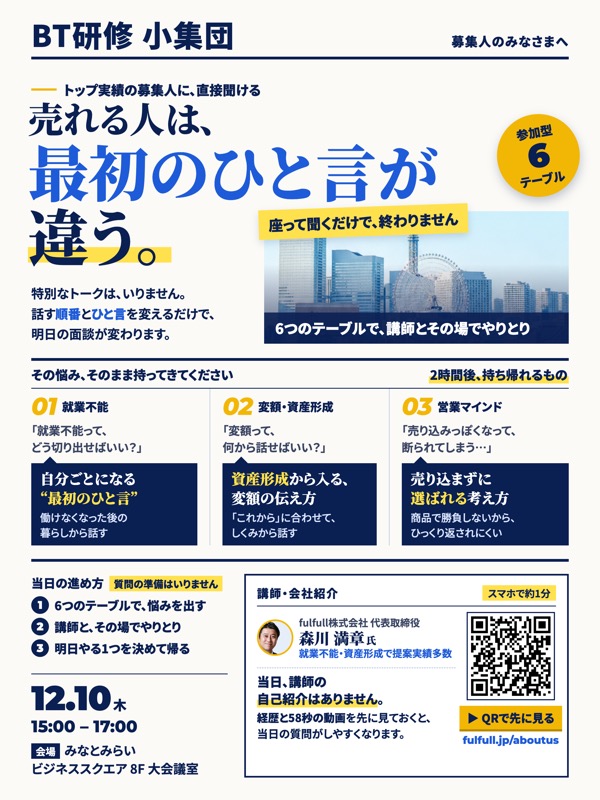 BT研修 小集団
募集人のみなさまへ
トップ実績の募集人に、直接聞ける
売れる人は、
最初のひと言が
違う。
参加型
6
テーブル
座って聞くだけで、終わりません
特別なトークは、いりません。
話す順番とひと言を変えるだけで、
明日の面談が変わります。
6つのテーブルで、講師とその場でやりとり
その悩み、そのまま持ってきてください
2時間後、持ち帰れるもの
01 就業不能
「就業不能って、
どう切り出せばいい?」
自分ごとになる
“最初のひと言”
働けなくなった後の
暮らしから話す
02 変額・資産形成
「変額って、
何から話せばいい?」
資産形成から入る、
変額の伝え方
「これから」に合わせて、
しくみから話す
03 営業マインド
「売り込みっぽくなって、
断られてしまう…」
売り込まずに
選ばれる考え方
商品で勝負しないから、
ひっくり返されにくい
当日の進め方 質問の準備はいりません
1 6つのテーブルで、悩みを出す
2 講師と、その場でやりとり
3 明日やる1つを決めて帰る
12.10木
15:00 – 17:00
会場 みなとみらい
ビジネススクエア 8F 大会議室
講師・会社紹介
スマホで約1分
fulfull株式会社 代表取締役
森川 満章 氏
就業不能・資産形成で提案実績多数
当日、講師の
自己紹介はありません。
経歴と58秒の動画を先に見ておくと、
当日の質問がしやすくなります。
▶ QRで先に見る
fulfull.jp/aboutus